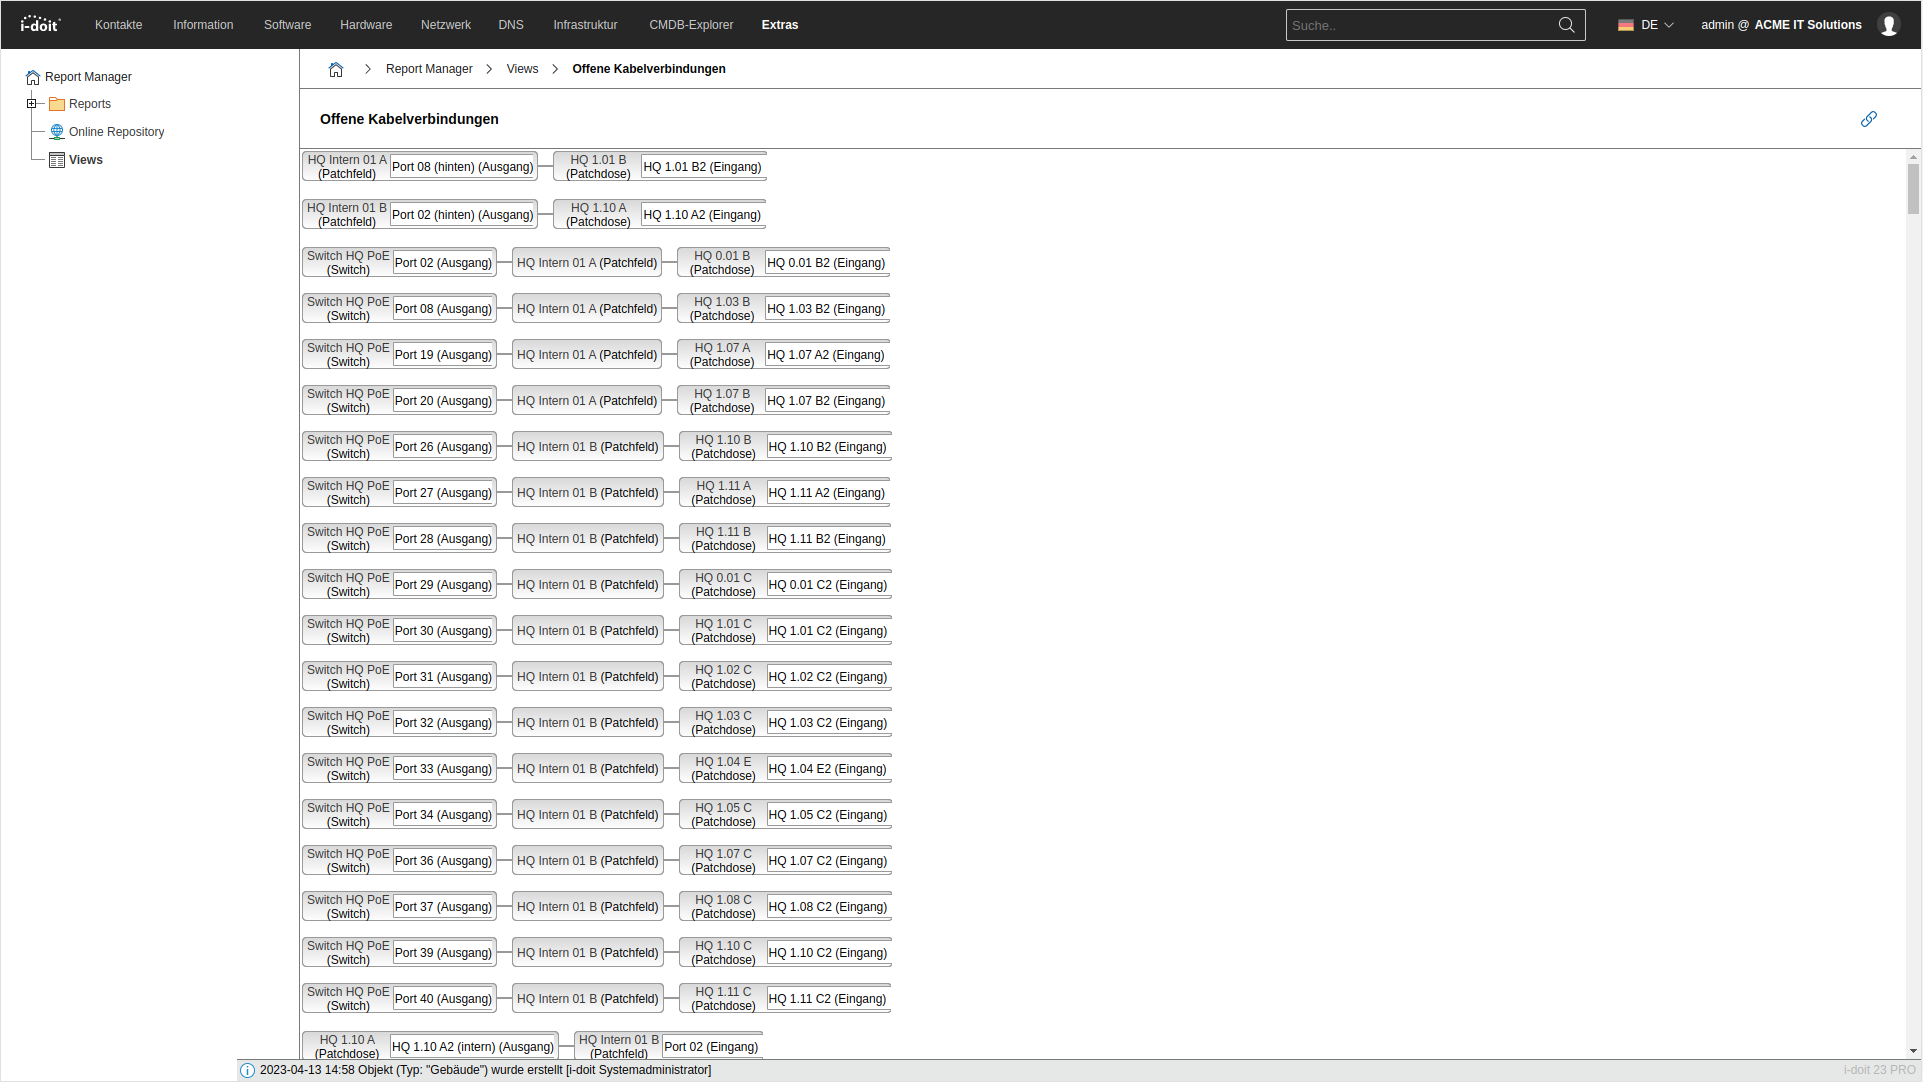 i-doit Kontakte Information Software Hardware Netzwerk DNS Infrastruktur CMDB-Explorer Extras Suche.. DE admin @ ACME IT Solutions
Report Manager
Reports
Online Repository
Views
Report Manager Views Offene Kabelverbindungen
Offene Kabelverbindungen
HQ Intern 01 A (Patchfeld) Port 08 (hinten) (Ausgang) HQ 1.01 B (Patchdose) HQ 1.01 B2 (Eingang)
HQ Intern 01 B (Patchfeld) Port 02 (hinten) (Ausgang) HQ 1.10 A (Patchdose) HQ 1.10 A2 (Eingang)
Switch HQ PoE (Switch) Port 02 (Ausgang) HQ Intern 01 A (Patchfeld) HQ 0.01 B (Patchdose) HQ 0.01 B2 (Eingang)
Switch HQ PoE (Switch) Port 08 (Ausgang) HQ Intern 01 A (Patchfeld) HQ 1.03 B (Patchdose) HQ 1.03 B2 (Eingang)
Switch HQ PoE (Switch) Port 19 (Ausgang) HQ Intern 01 A (Patchfeld) HQ 1.07 A (Patchdose) HQ 1.07 A2 (Eingang)
Switch HQ PoE (Switch) Port 20 (Ausgang) HQ Intern 01 A (Patchfeld) HQ 1.07 B (Patchdose) HQ 1.07 B2 (Eingang)
Switch HQ PoE (Switch) Port 26 (Ausgang) HQ Intern 01 B (Patchfeld) HQ 1.10 B (Patchdose) HQ 1.10 B2 (Eingang)
Switch HQ PoE (Switch) Port 27 (Ausgang) HQ Intern 01 B (Patchfeld) HQ 1.11 A (Patchdose) HQ 1.11 A2 (Eingang)
Switch HQ PoE (Switch) Port 28 (Ausgang) HQ Intern 01 B (Patchfeld) HQ 1.11 B (Patchdose) HQ 1.11 B2 (Eingang)
Switch HQ PoE (Switch) Port 29 (Ausgang) HQ Intern 01 B (Patchfeld) HQ 0.01 C (Patchdose) HQ 0.01 C2 (Eingang)
Switch HQ PoE (Switch) Port 30 (Ausgang) HQ Intern 01 B (Patchfeld) HQ 1.01 C (Patchdose) HQ 1.01 C2 (Eingang)
Switch HQ PoE (Switch) Port 31 (Ausgang) HQ Intern 01 B (Patchfeld) HQ 1.02 C (Patchdose) HQ 1.02 C2 (Eingang)
Switch HQ PoE (Switch) Port 32 (Ausgang) HQ Intern 01 B (Patchfeld) HQ 1.03 C (Patchdose) HQ 1.03 C2 (Eingang)
Switch HQ PoE (Switch) Port 33 (Ausgang) HQ Intern 01 B (Patchfeld) HQ 1.04 E (Patchdose) HQ 1.04 E2 (Eingang)
Switch HQ PoE (Switch) Port 34 (Ausgang) HQ Intern 01 B (Patchfeld) HQ 1.05 C (Patchdose) HQ 1.05 C2 (Eingang)
Switch HQ PoE (Switch) Port 36 (Ausgang) HQ Intern 01 B (Patchfeld) HQ 1.07 C (Patchdose) HQ 1.07 C2 (Eingang)
Switch HQ PoE (Switch) Port 37 (Ausgang) HQ Intern 01 B (Patchfeld) HQ 1.08 C (Patchdose) HQ 1.08 C2 (Eingang)
Switch HQ PoE (Switch) Port 39 (Ausgang) HQ Intern 01 B (Patchfeld) HQ 1.10 C (Patchdose) HQ 1.10 C2 (Eingang)
Switch HQ PoE (Switch) Port 40 (Ausgang) HQ Intern 01 B (Patchfeld) HQ 1.11 C (Patchdose) HQ 1.11 C2 (Eingang)
HQ 1.10 A (Patchdose) HQ 1.10 A2 (intern) (Ausgang) HQ Intern 01 B (Patchfeld) Port 02 (Eingang)
2023-04-13 14:58 Objekt (Typ: "Gebäude") wurde erstellt [i-doit Systemadministrator] i-doit 23 PRO